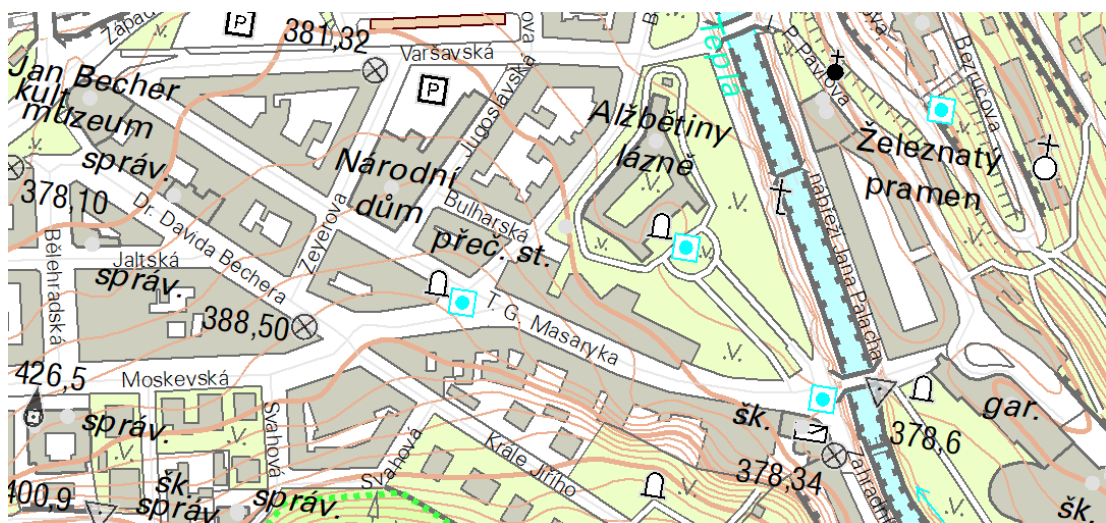 Západ
P
381,32
Varšavská
ova
B
Teplá
P. Pavlova
Bezručova
Jan Becher
kult
muzeum
správ.
378,10
P
Jugoslávská
Národní
dům
Alžbětiny
lázně
Železnatý
pramen
Dr. Davida Bechera
Zeyerova
Bulharská
přeč. st.
nábřeží Jana Palacha
Bělehradská
Jaltská
správ.
388,50
T. G. Masaryka
426,5
Moskevská
správ.
Svahová
Svahová
Krále Jiřího
šk.
378,34
378,6
gar.
Zahradní
400,9
šk.
správ
správ.
šk.
.v.
.V.